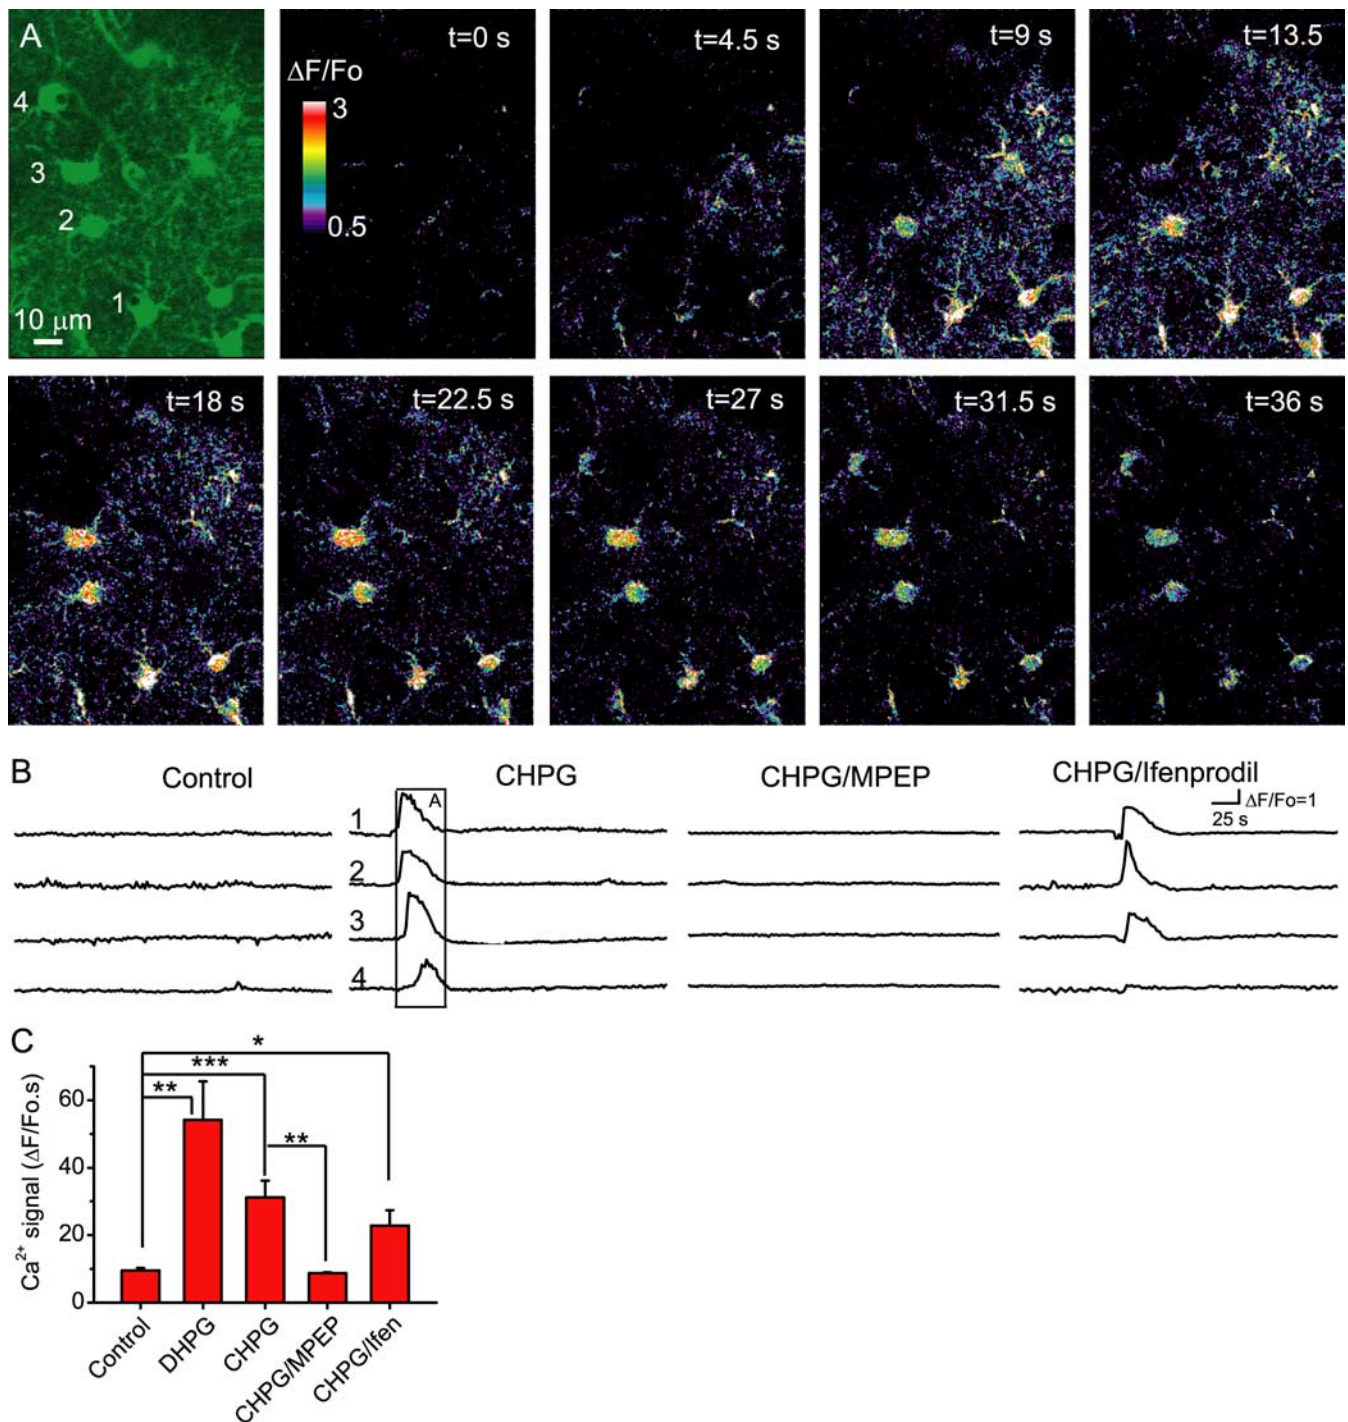 A
t=0 s
t=4.5 s
t=9 s
t=13.5
ΔF/Fo
3
0.5
4
3
2
1
10 μm
t=18 s
t=22.5 s
t=27 s
t=31.5 s
t=36 s
B
Control
CHPG
CHPG/MPEP
CHPG/Ifenprodil
A
ΔF/Fo=1
25 s
1
2
3
4
C
*
***
**
**
Ca²⁺ signal (ΔF/Fo.s)
60
40
20
0
Control
DHPG
CHPG
CHPG/MPEP
CHPG/Ifen